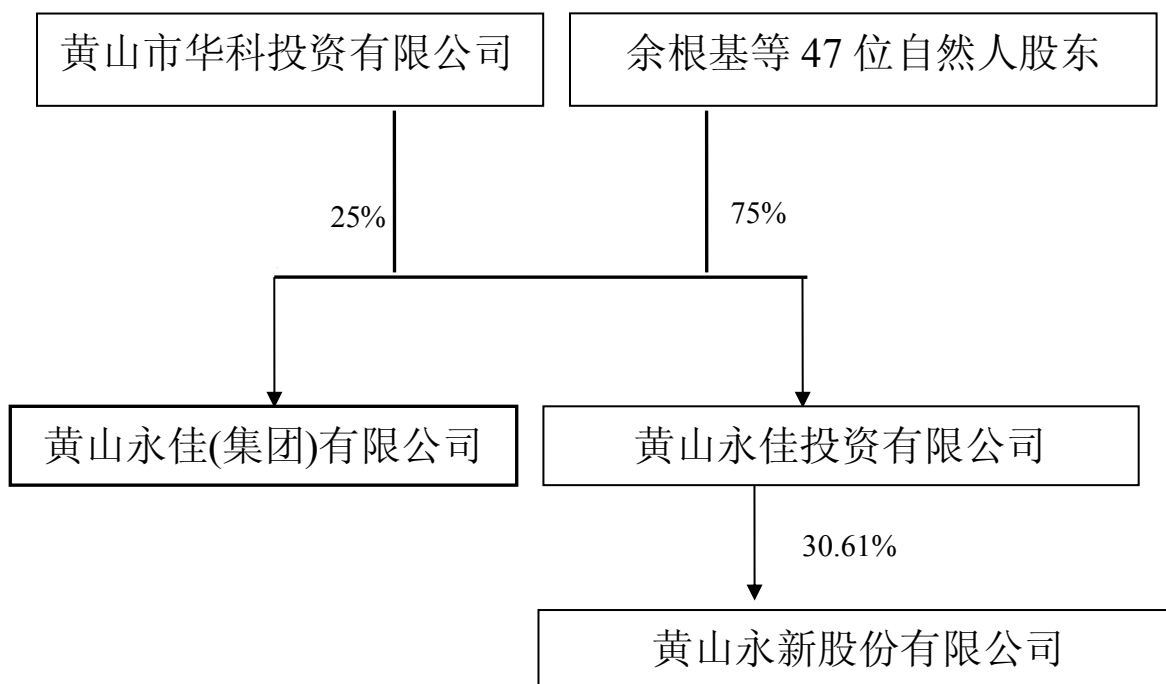 黄山市华科投资有限公司
余根基等 47 位自然人股东
25%
75%
黄山永佳(集团)有限公司
黄山永佳投资有限公司
30.61%
黄山永新股份有限公司